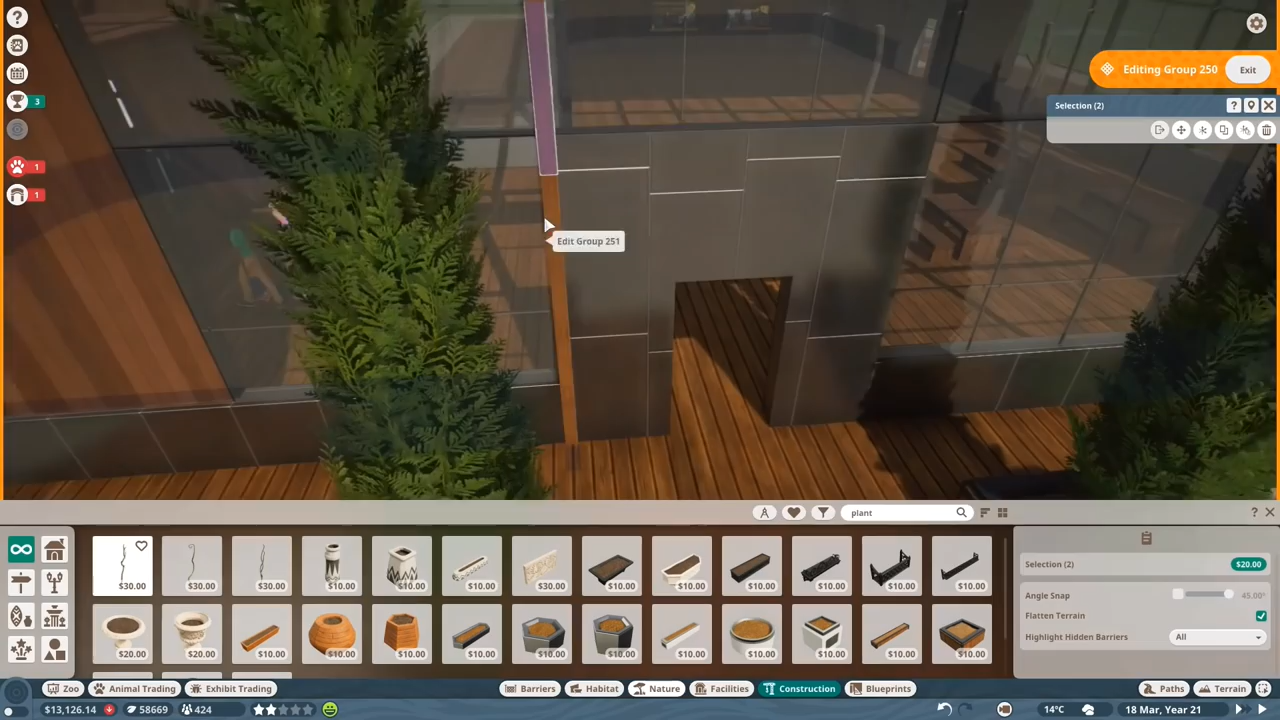 ?
Editing Group 250
Exit
Selection (2)
?
3
1
1
Edit Group 251
plant
?
$30.00
$30.00
$30.00
$10.00
$10.00
$10.00
$30.00
$10.00
$10.00
$10.00
$10.00
$10.00
$10.00
$20.00
$20.00
$10.00
$10.00
$10.00
$10.00
$10.00
$10.00
$10.00
$10.00
$10.00
$10.00
$10.00
Selection (2)
$20.00
Angle Snap
45.00°
Flatten Terrain
Highlight Hidden Barriers
All
Zoo
Animal Trading
Exhibit Trading
Barriers
Habitat
Nature
Facilities
Construction
Blueprints
Paths
Terrain
$13,126.14
58669
424
14°C
18 Mar, Year 21